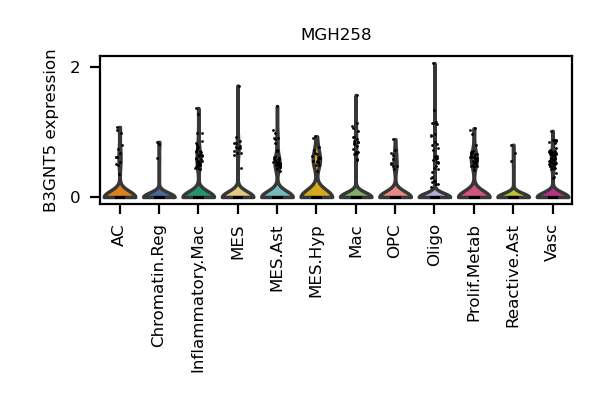 MGH258
B3GNT5 expression
2
0
AC
Chromatin.Reg
Inflammatory.Mac
MES
MES.Ast
MES.Hyp
Mac
OPC
Oligo
Prolif.Metab
Reactive.Ast
Vasc